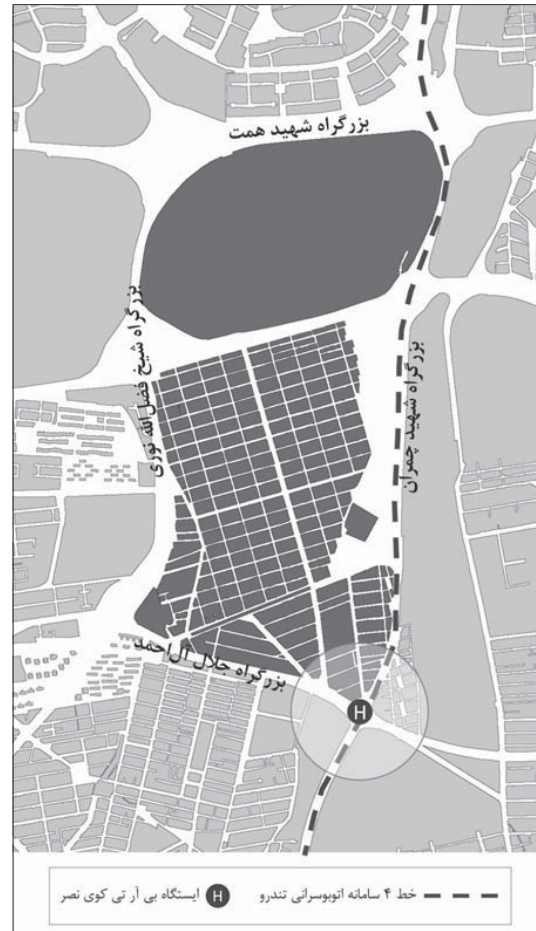 بزرگراه شهید همت
بزرگراه شیخ فضل الله نوری
بزرگراه شهید چمران
بزرگراه جلال آل‌احمد
H
خط ۴ سامانه اتوبوسرانی تندرو
H ایستگاه بی آر تی کوی نصر